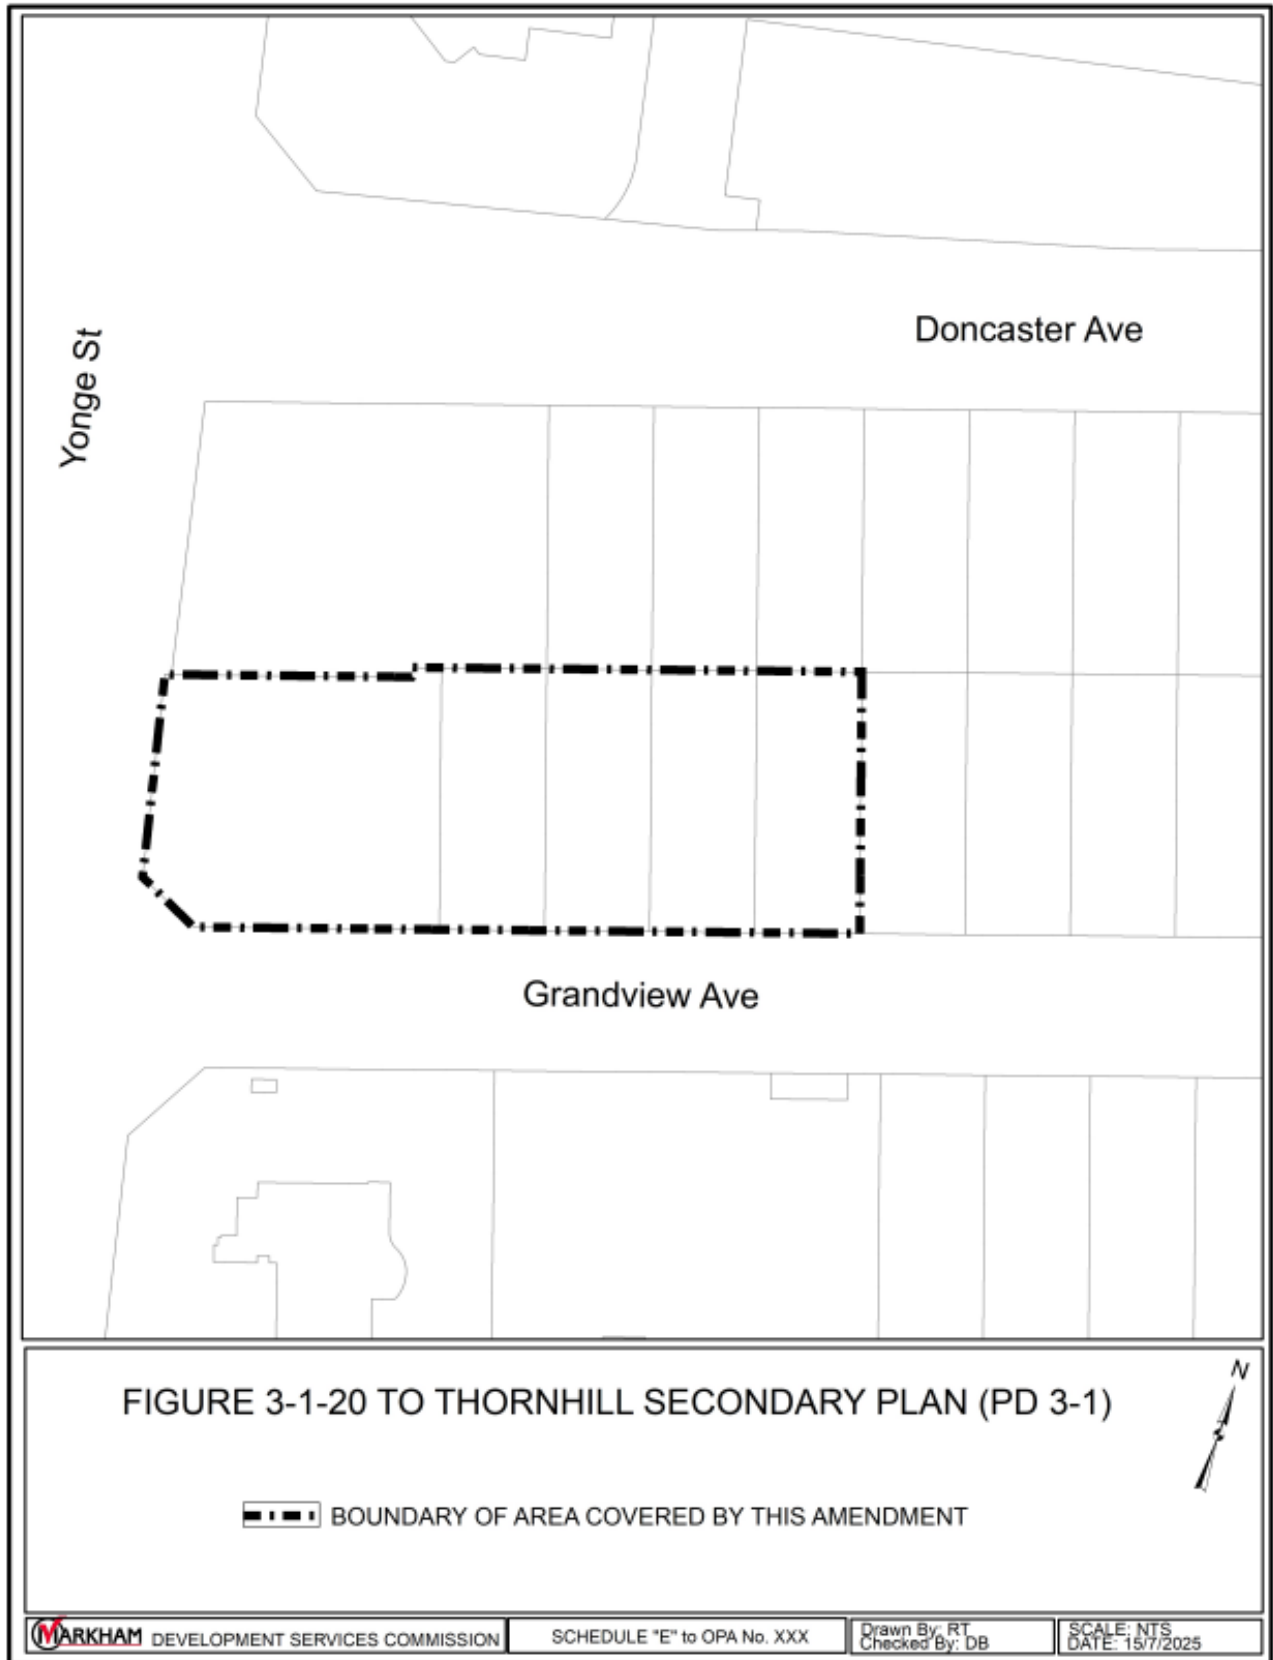 Doncaster Ave
Yonge St
Grandview Ave
FIGURE 3-1-20 TO THORNHILL SECONDARY PLAN (PD 3-1)
N
BOUNDARY OF AREA COVERED BY THIS AMENDMENT
MARKHAM DEVELOPMENT SERVICES COMMISSION
SCHEDULE "E" to OPA No. XXX
Drawn By: RT
Checked By: DB
SCALE: NTS
DATE: 15/7/2025